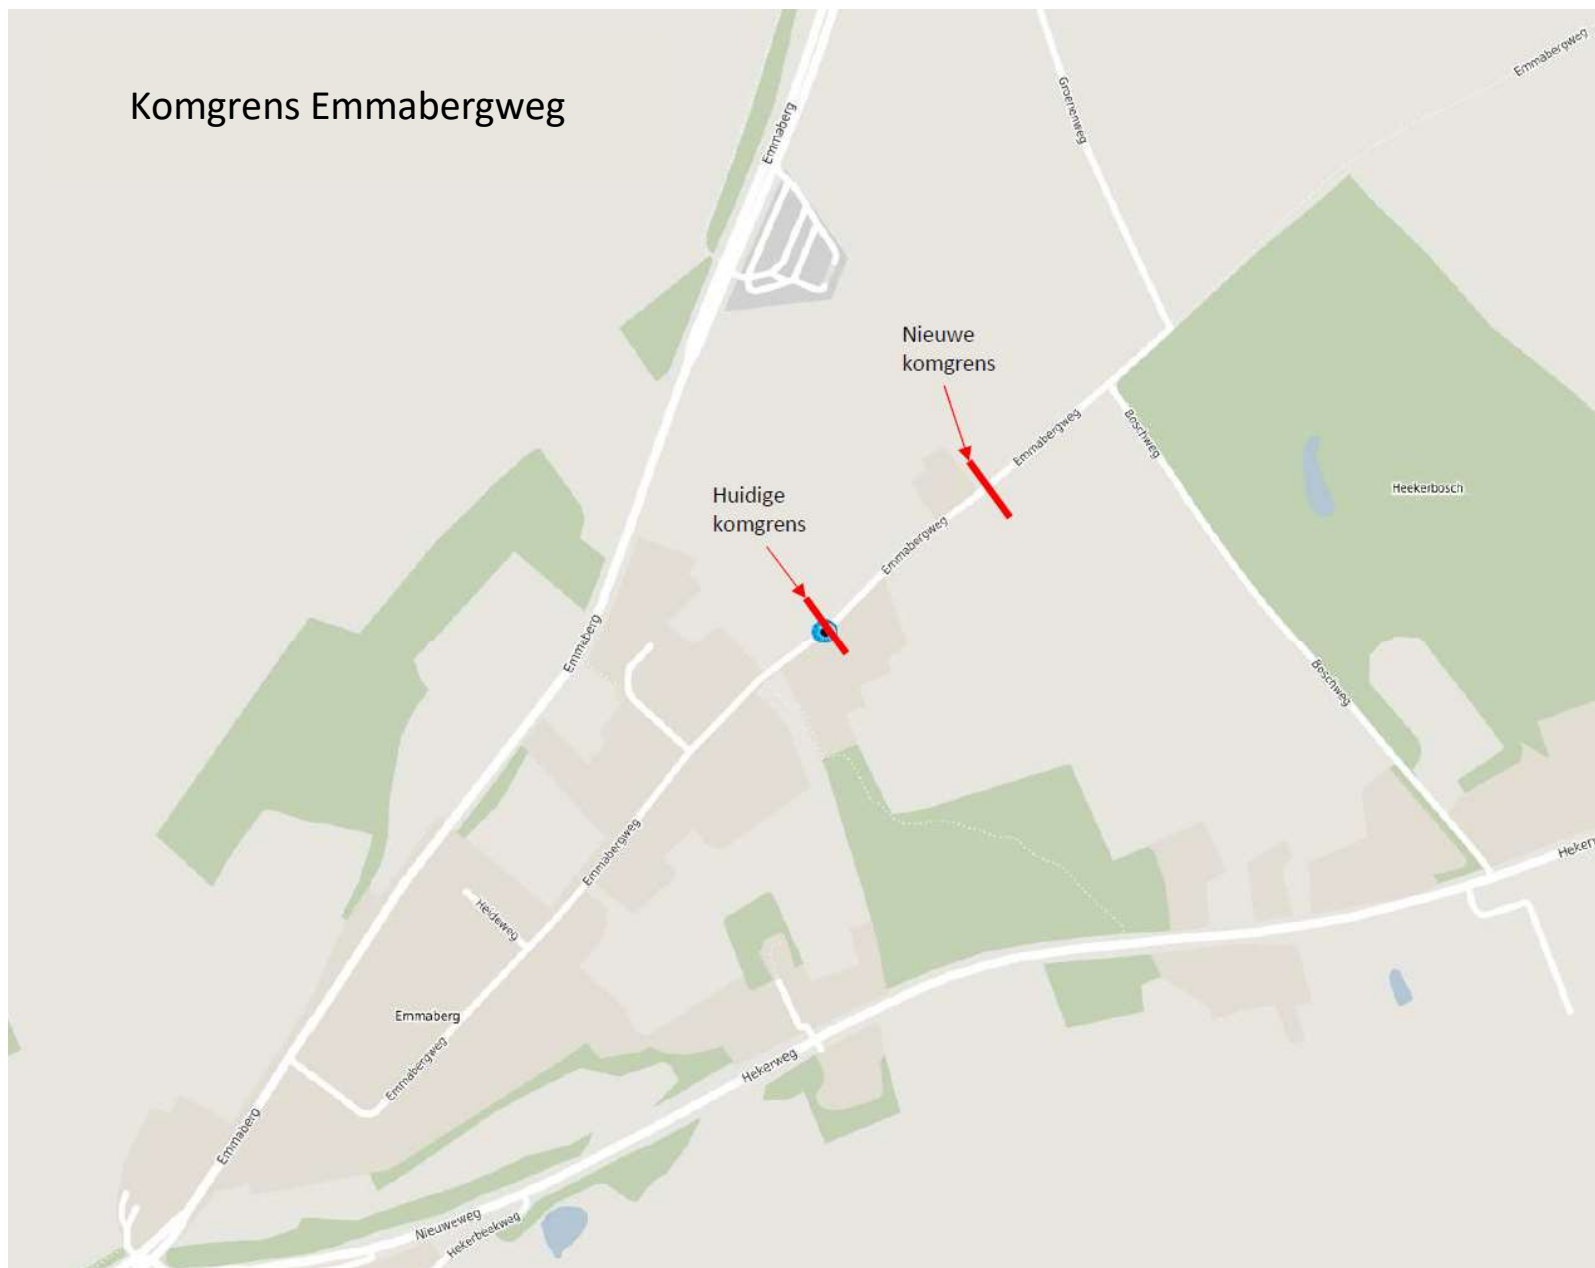 Komgrens Emmabergweg
Emmabergweg
Groenenweg
Emmaberg
Nieuwe
komgrens
Emmabergweg
Boschweg
Heekerbosch
Huidige
komgrens
Emmabergweg
Emmaberg
Boschweg
Emmabergweg
Hekerw
Heideweg
Emmaberg
Emmabergweg
Hekerweg
Emmaberg
Nieuweweg
Hekerbeekweg